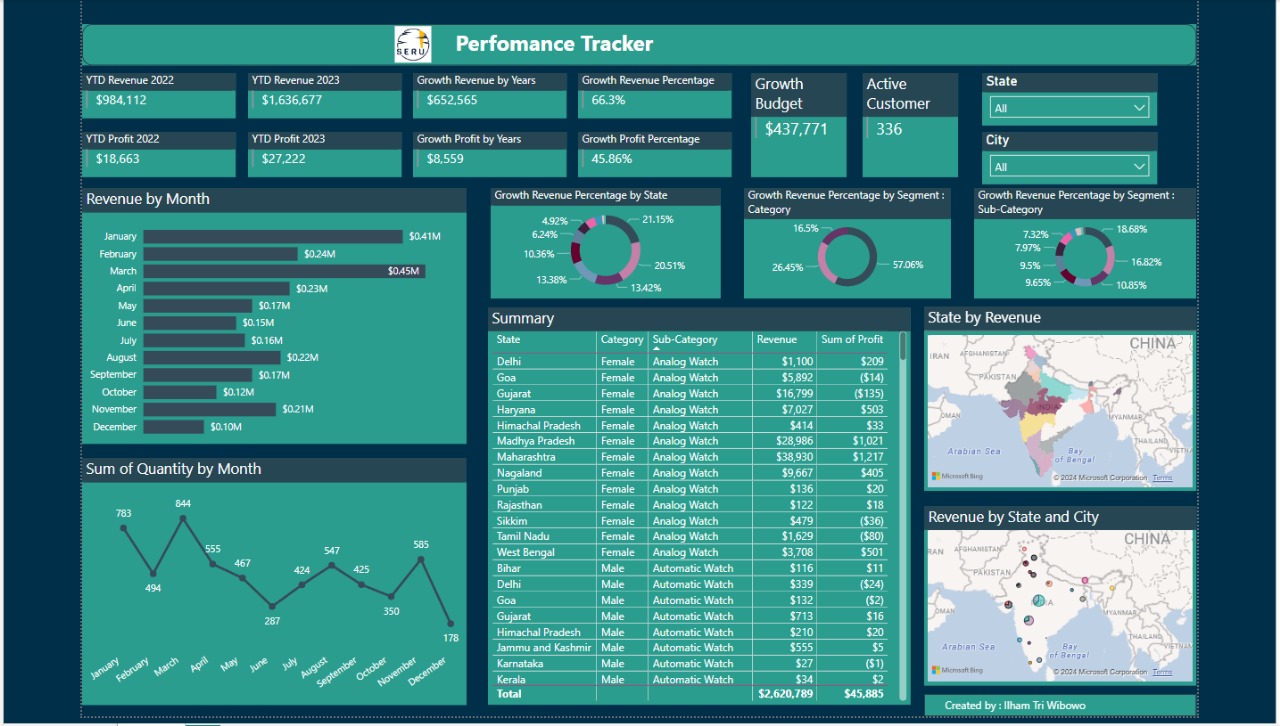 SERU
Perfomance Tracker
YTD Revenue 2022
$984,112
YTD Revenue 2023
$1,636,677
Growth Revenue by Years
$652,565
Growth Revenue Percentage
66.3%
Growth
Budget
$437,771
Active
Customer
336
State
All
YTD Profit 2022
$18,663
YTD Profit 2023
$27,222
Growth Profit by Years
$8,559
Growth Profit Percentage
45.86%
City
All
Revenue by Month
January $0.41M
February $0.24M
March $0.45M
April $0.23M
May $0.17M
June $0.15M
July $0.16M
August $0.22M
September $0.17M
October $0.12M
November $0.21M
December $0.10M
Growth Revenue Percentage by State
4.92% 21.15%
6.24%
10.36% 20.51%
13.38% 13.42%
Growth Revenue Percentage by Segment :
Category
16.5%
26.45% 57.06%
Growth Revenue Percentage by Segment :
Sub-Category
7.32% 18.68%
7.97%
9.5% 16.82%
9.65% 10.85%
Sum of Quantity by Month
783
494
844
555
467
287
424
547
425
350
585
178
January
February
March
April
May
June
July
August
September
October
November
December
Summary
State Category Sub-Category Revenue Sum of Profit
Delhi Female Analog Watch $1,100 $209
Goa Female Analog Watch $5,892 ($14)
Gujarat Female Analog Watch $16,799 ($135)
Haryana Female Analog Watch $7,027 $503
Himachal Pradesh Female Analog Watch $414 $33
Madhya Pradesh Female Analog Watch $28,986 $1,021
Maharashtra Female Analog Watch $38,930 $1,217
Nagaland Female Analog Watch $9,667 $405
Punjab Female Analog Watch $136 $20
Rajasthan Female Analog Watch $122 $18
Sikkim Female Analog Watch $479 ($36)
Tamil Nadu Female Analog Watch $1,629 ($80)
West Bengal Female Analog Watch $3,708 $501
Bihar Male Automatic Watch $116 $11
Delhi Male Automatic Watch $339 ($24)
Goa Male Automatic Watch $132 ($2)
Gujarat Male Automatic Watch $713 $16
Himachal Pradesh Male Automatic Watch $210 $20
Jammu and Kashmir Male Automatic Watch $555 $5
Karnataka Male Automatic Watch $27 ($1)
Kerala Male Automatic Watch $34 $2
Total $2,620,789 $45,885
State by Revenue
CHINA
IRAN AFGHANISTAN
PAKISTAN
INDIA
OMAN
MYANMAR
THAILAND
Arabian Sea
Bay
of Bengal
Microsoft Bing
© 2024 Microsoft Corporation Terms
Revenue by State and City
CHINA
AFGHANISTAN
PAKISTAN
OMAN
MYANMAR
THAILAND
Arabian Sea
Bay
of Bengal
Microsoft Bing
© 2024 Microsoft Corporation Terms
Created by : Ilham Tri Wibowo